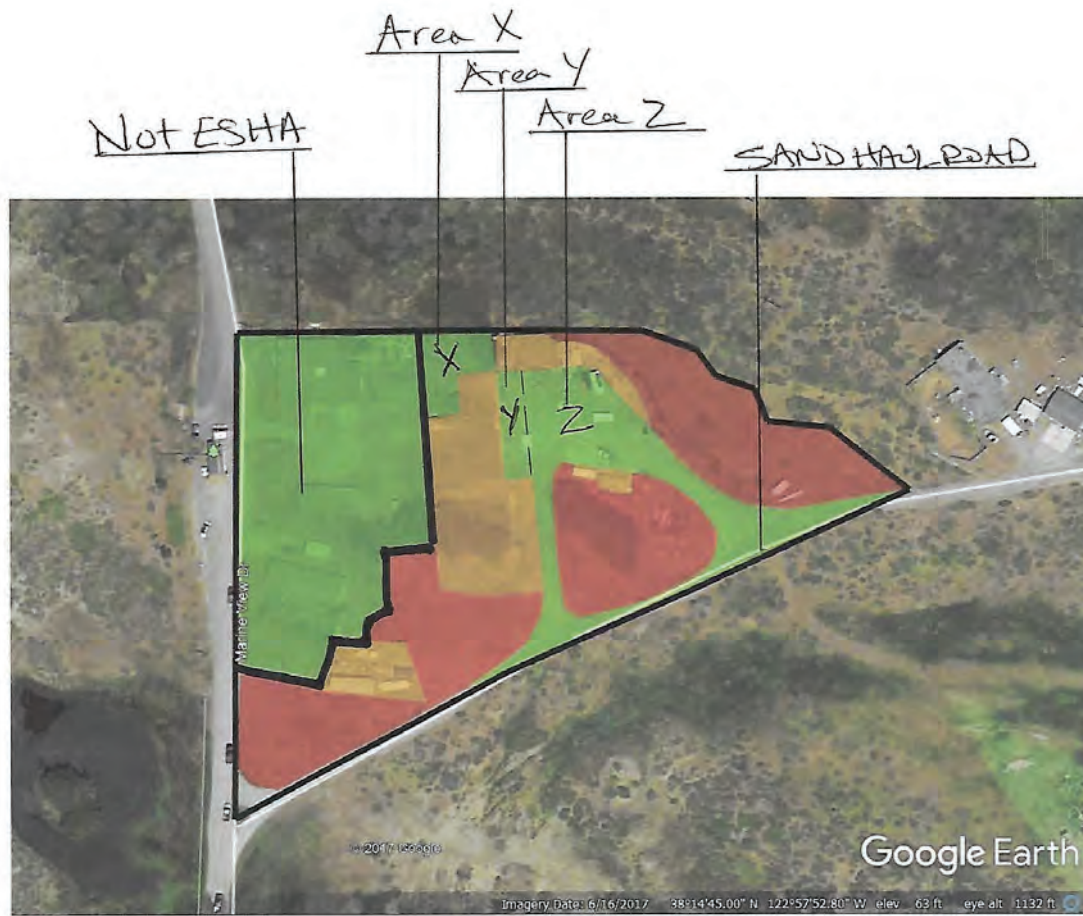 Area X
Area Y
Area Z
Not ESHA
SAND HAUL ROAD
X
Y
Z
Marine View Dr
© 2017 Google
Google Earth
Imagery Date: 6/16/2017 38°14'45.00" N 122°57'52.80" W elev 63 ft eye alt 1132 ft